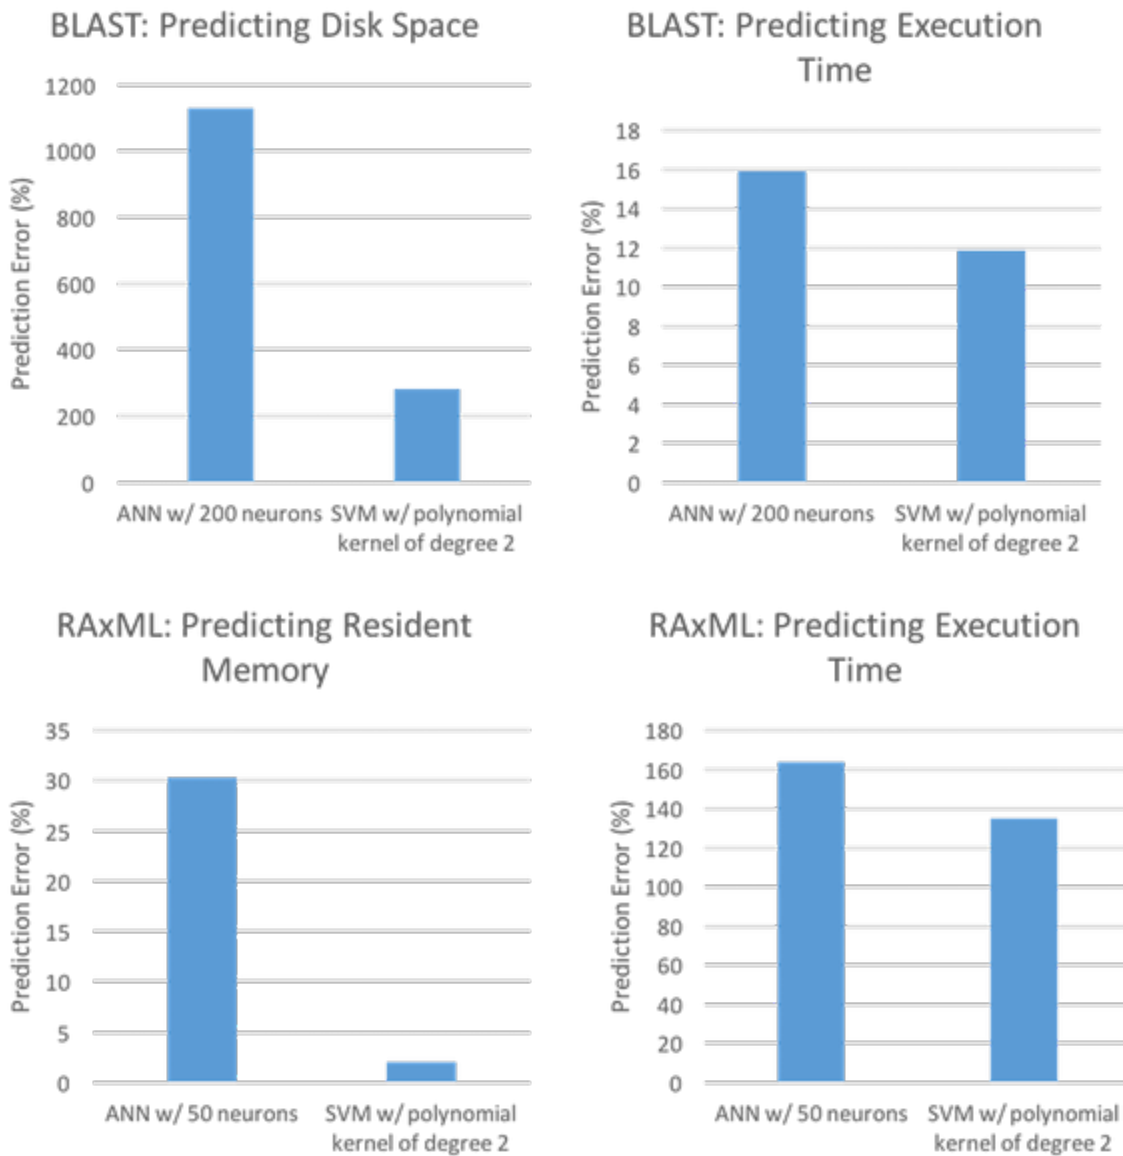 BLAST: Predicting Disk Space
Prediction Error (%)
1200
1000
800
600
400
200
0
ANN w/ 200 neurons
SVM w/ polynomial
kernel of degree 2
BLAST: Predicting Execution
Time
Prediction Error (%)
18
16
14
12
10
8
6
4
2
0
ANN w/ 200 neurons
SVM w/ polynomial
kernel of degree 2
RAxML: Predicting Resident
Memory
Prediction Error (%)
35
30
25
20
15
10
5
0
ANN w/ 50 neurons
SVM w/ polynomial
kernel of degree 2
RAxML: Predicting Execution
Time
Prediction Error (%)
180
160
140
120
100
80
60
40
20
0
ANN w/ 50 neurons
SVM w/ polynomial
kernel of degree 2